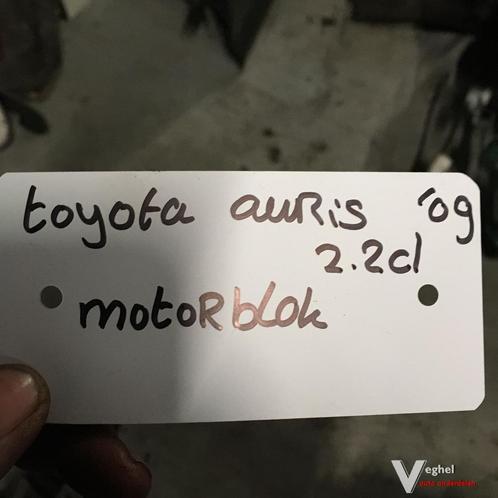 toyota auRis '09
2.2d
motoRblok
Veghel
auto onderdelen